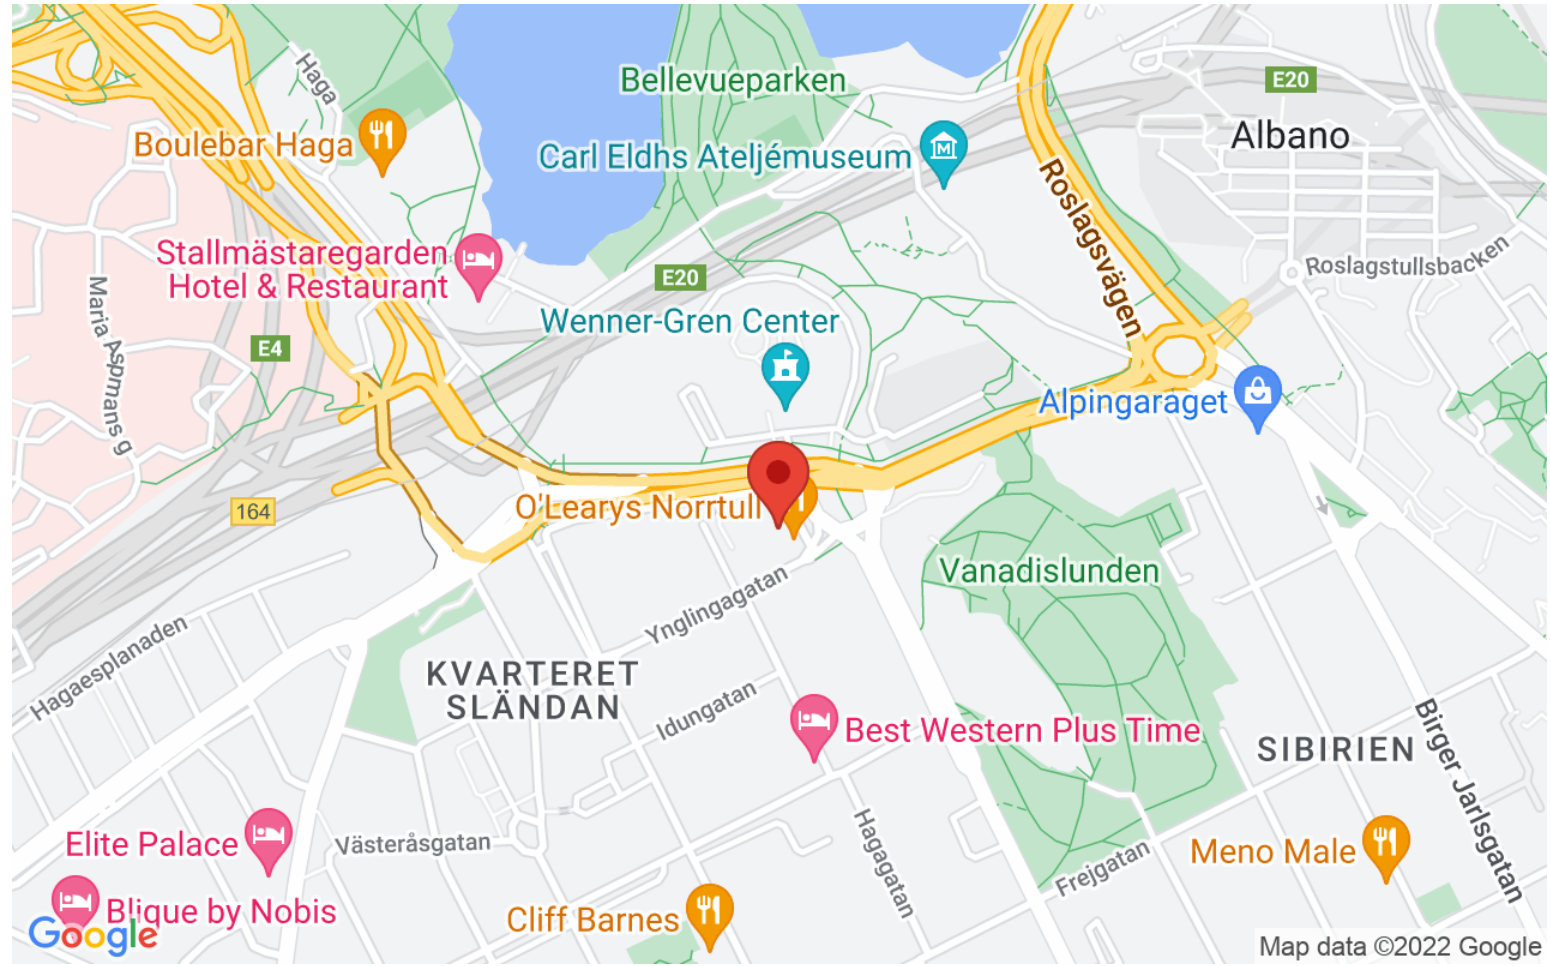 Haga
Bellevueparken
E20
Albano
Boulebar Haga
Carl Eldhs Ateljémuseum
Roslagsvägen
Stallmästaregarden
Hotel & Restaurant
E20
Roslagstullsbacken
Maria Aspmans g
Wenner-Gren Center
E4
Alpingaraget
164
O'Learys Norrtull
Vanadislunden
Ynglingagatan
Hagaesplanaden
KVARTERET
SLÄNDAN
Idungatan
Best Western Plus Time
SIBIRIEN
Birger Jarlsgatan
Elite Palace
Västeråsgatan
Hagagatan
Frejgatan
Meno Male
Blique by Nobis
Cliff Barnes
Google
Map data ©2022 Google